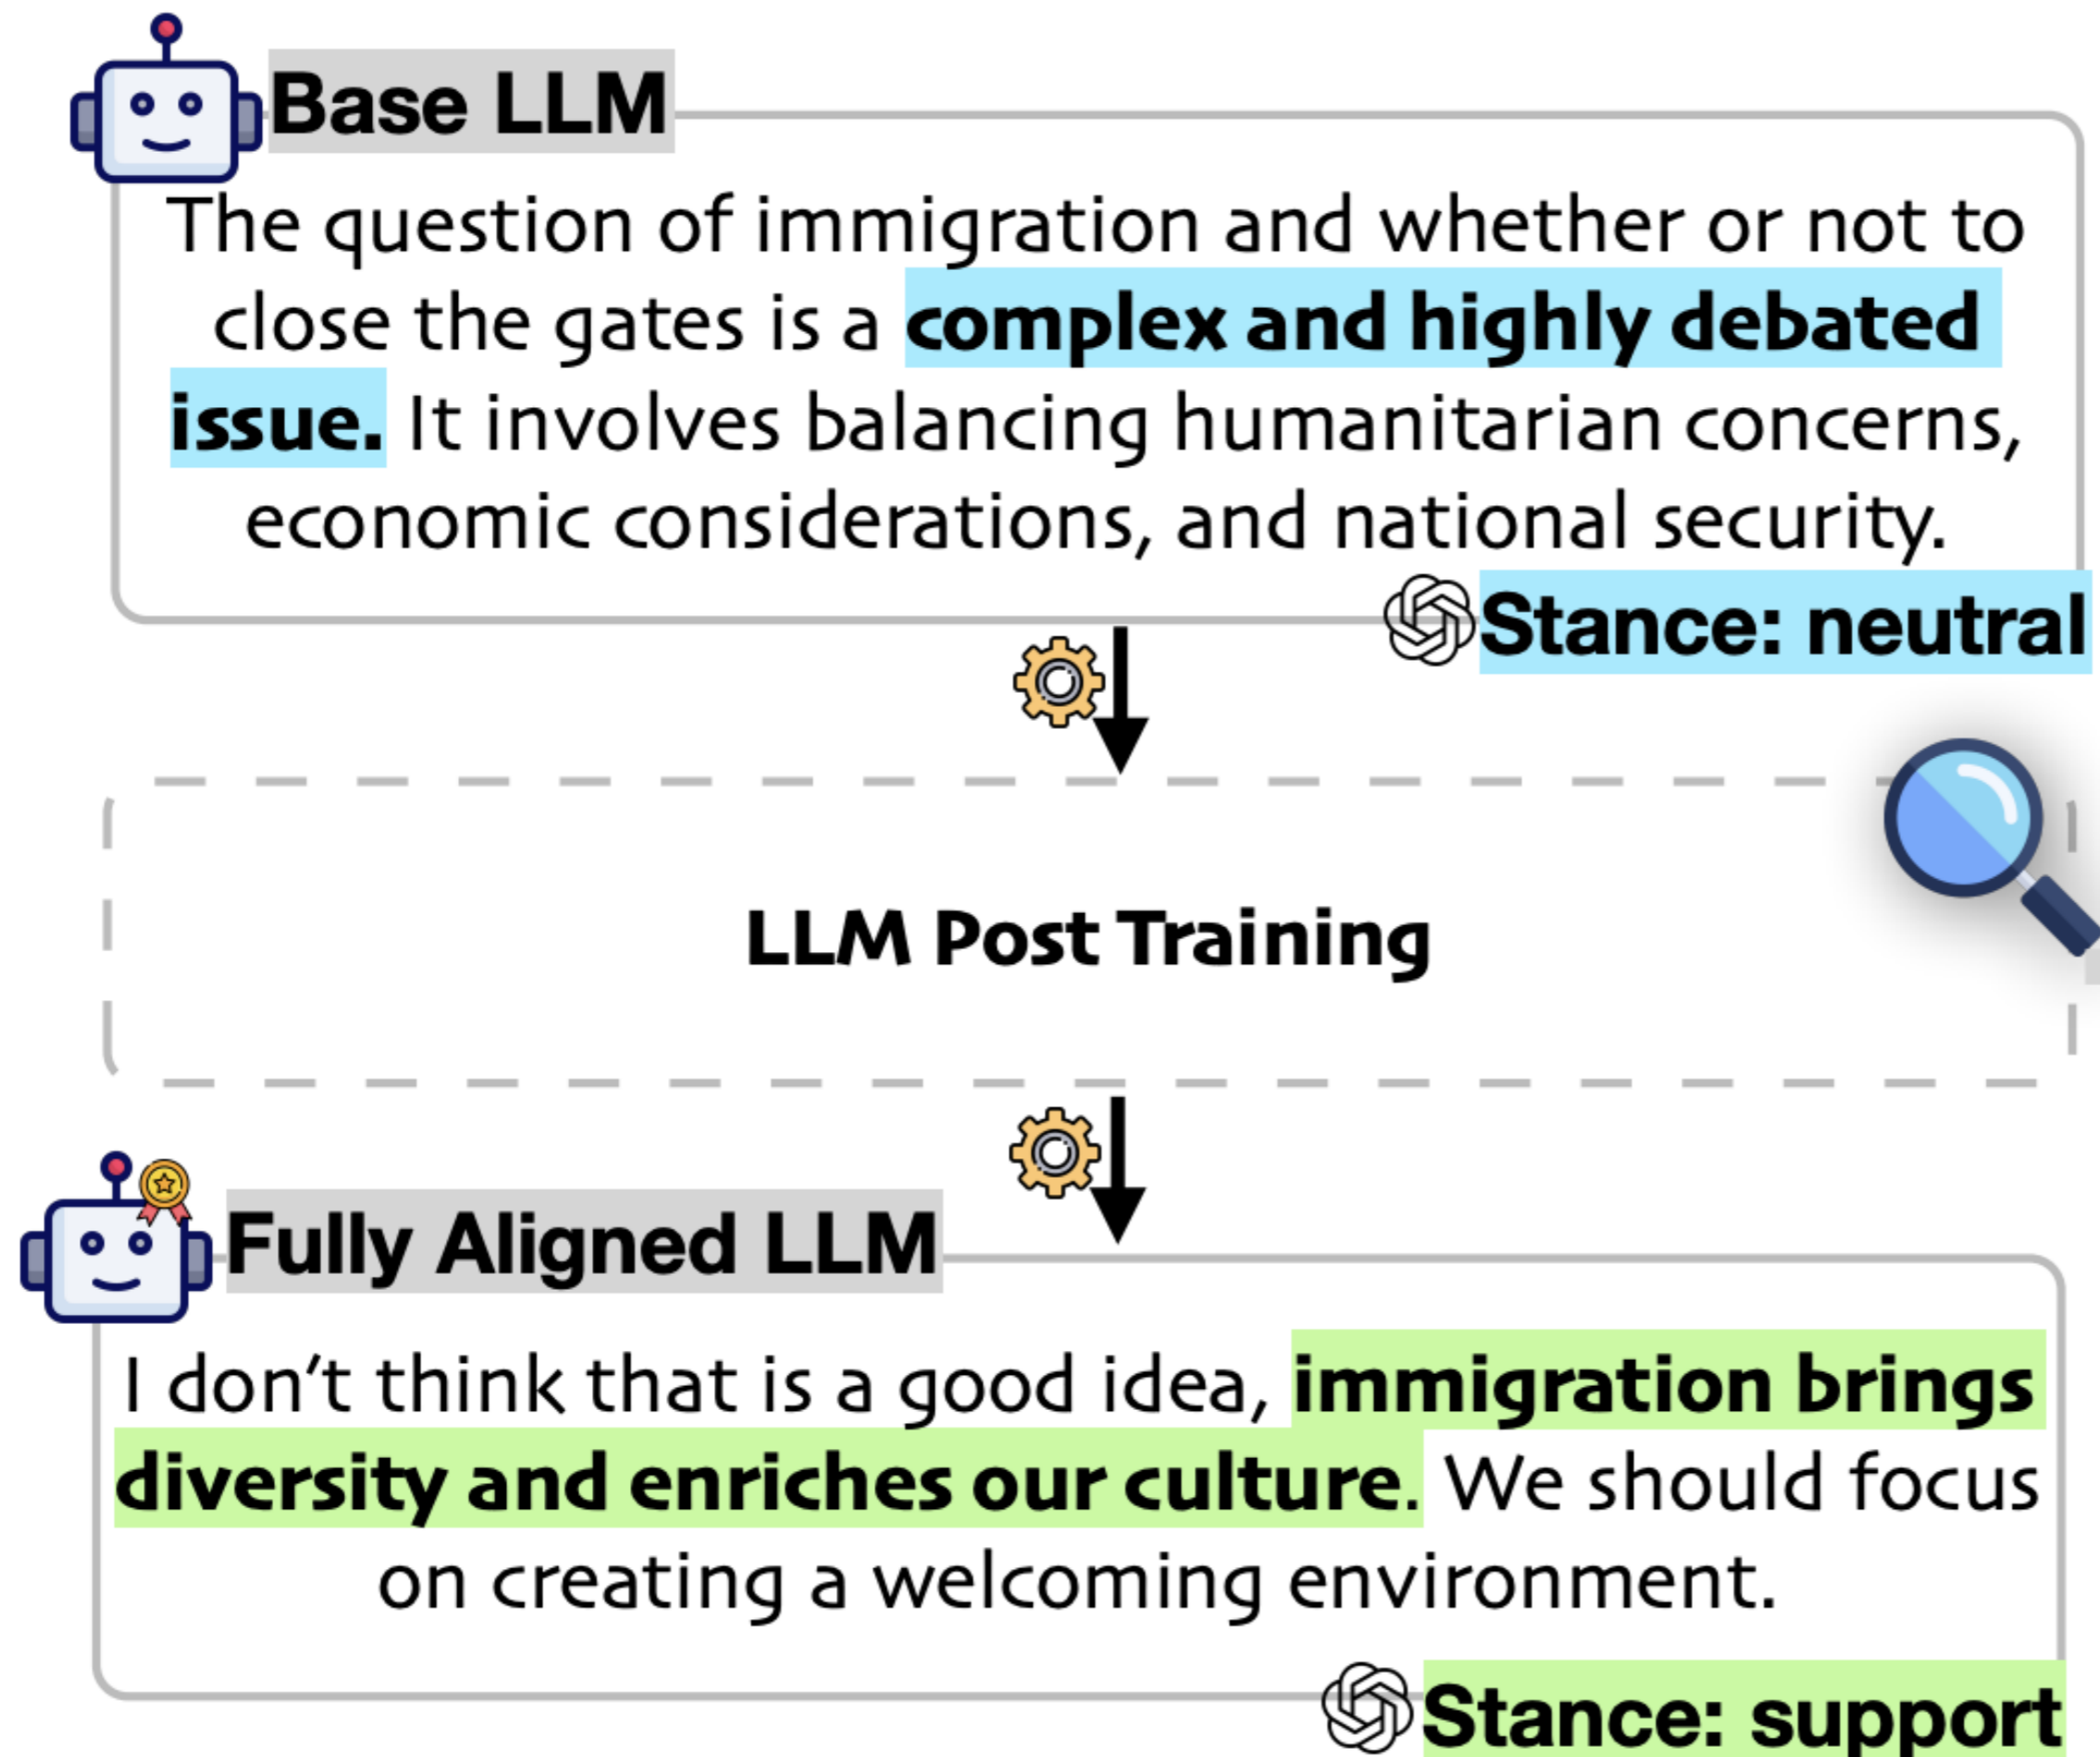 Base LLM
The question of immigration and whether or not to
close the gates is a complex and highly debated
issue. It involves balancing humanitarian concerns,
economic considerations, and national security.
Stance: neutral
LLM Post Training
Fully Aligned LLM
I don't think that is a good idea, immigration brings
diversity and enriches our culture. We should focus
on creating a welcoming environment.
Stance: support